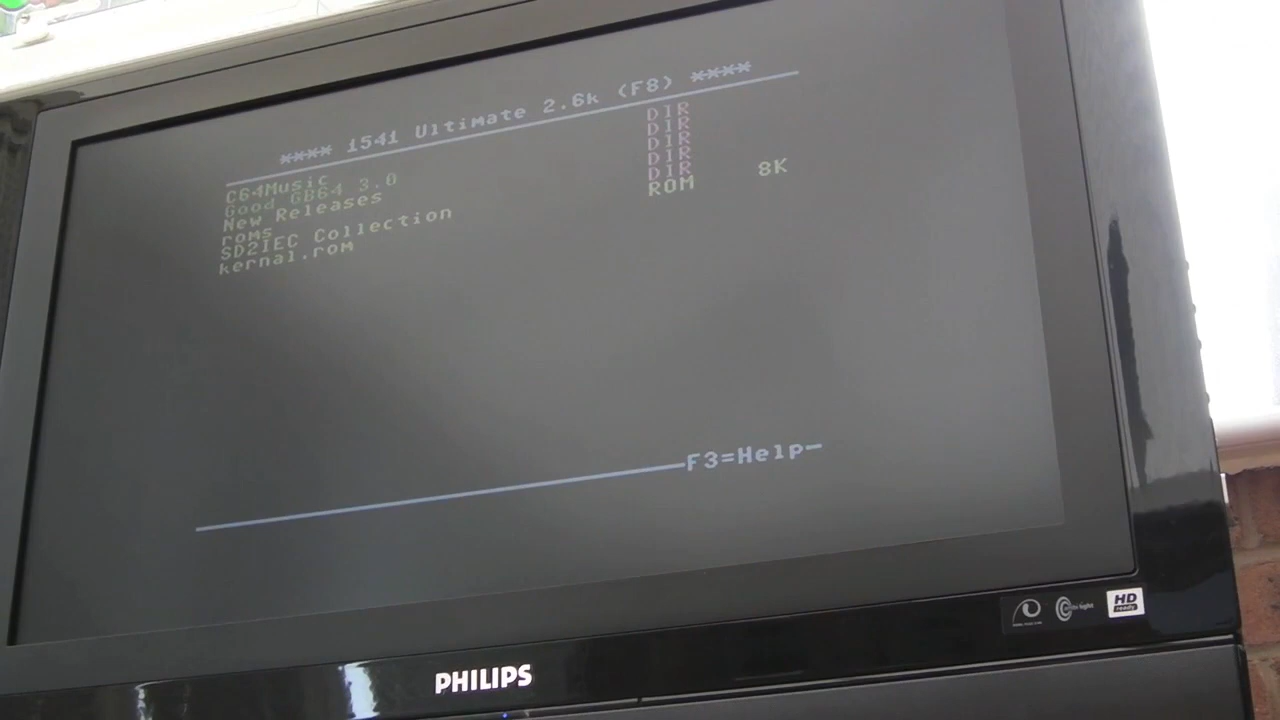 **** 1541 Ultimate 2.6k (F8) ****
C64Music DIR
Good GB64 3.0 DIR
New Releases DIR
roms DIR
SD2IEC Collection DIR
kernal.rom ROM 8K
F3=Help
PHILIPS
HD
ready